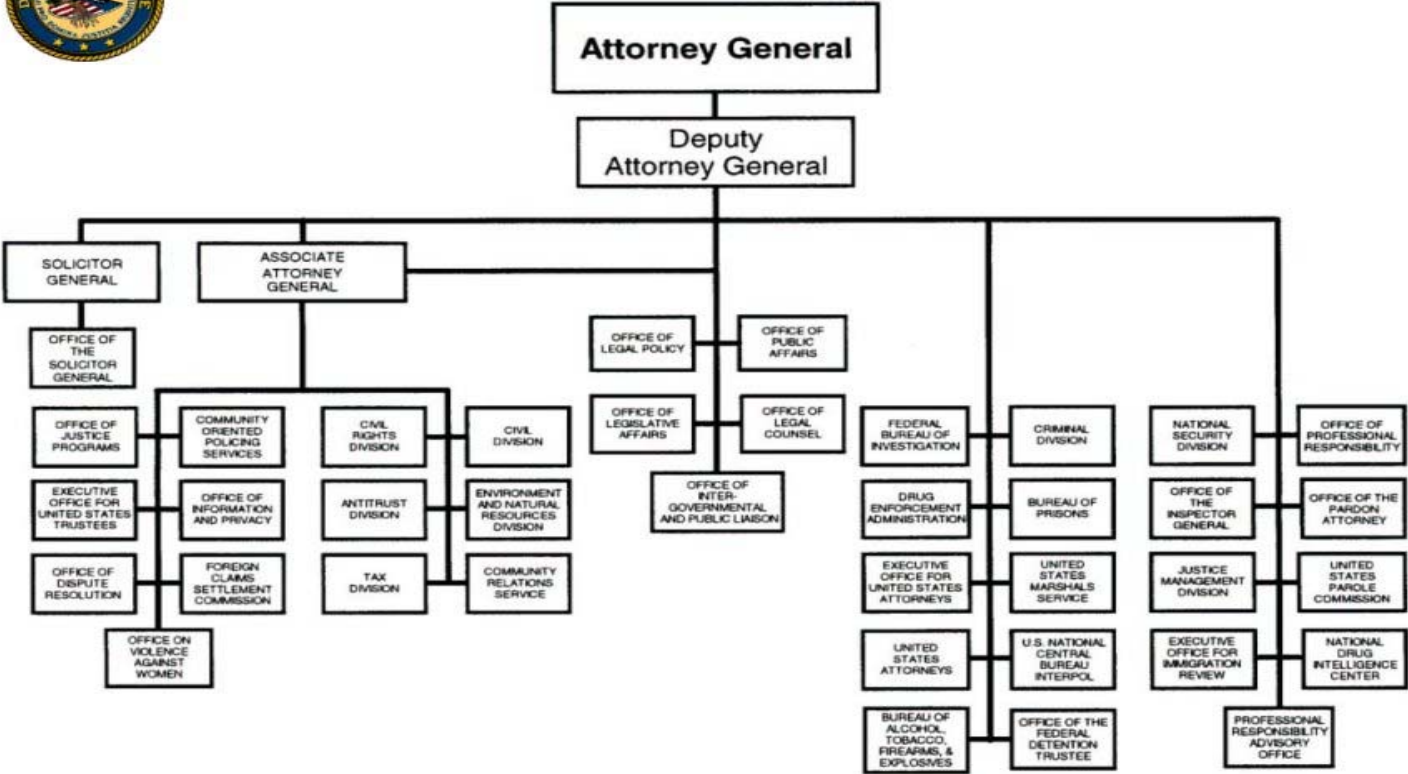 Attorney General
Deputy
Attorney General
SOLICITOR
GENERAL
ASSOCIATE
ATTORNEY
GENERAL
OFFICE OF
THE
SOLICITOR
GENERAL
OFFICE OF
LEGAL POLICY
OFFICE OF
PUBLIC
AFFAIRS
OFFICE OF
LEGISLATIVE
AFFAIRS
OFFICE OF
LEGAL
COUNSEL
OFFICE OF
INTER-
GOVERNMENTAL
AND PUBLIC LIAISON
OFFICE OF
JUSTICE
PROGRAMS
COMMUNITY
ORIENTED
POLICING
SERVICES
EXECUTIVE
OFFICE FOR
UNITED STATES
TRUSTEES
OFFICE OF
INFORMATION
AND PRIVACY
OFFICE OF
DISPUTE
RESOLUTION
FOREIGN
CLAIMS
SETTLEMENT
COMMISSION
OFFICE ON
VIOLENCE
AGAINST
WOMEN
CIVIL
RIGHTS
DIVISION
CIVIL
DIVISION
ANTITRUST
DIVISION
ENVIRONMENT
AND NATURAL
RESOURCES
DIVISION
TAX
DIVISION
COMMUNITY
RELATIONS
SERVICE
FEDERAL
BUREAU OF
INVESTIGATION
CRIMINAL
DIVISION
DRUG
ENFORCEMENT
ADMINISTRATION
BUREAU OF
PRISONS
EXECUTIVE
OFFICE FOR
UNITED STATES
ATTORNEYS
UNITED
STATES
MARSHALS
SERVICE
UNITED
STATES
ATTORNEYS
U.S. NATIONAL
CENTRAL
BUREAU
INTERPOL
BUREAU OF
ALCOHOL,
TOBACCO,
FIREARMS, &
EXPLOSIVES
OFFICE OF THE
FEDERAL
DETENTION
TRUSTEE
NATIONAL
SECURITY
DIVISION
OFFICE OF
PROFESSIONAL
RESPONSIBILITY
OFFICE OF
THE
INSPECTOR
GENERAL
OFFICE OF THE
PARDON
ATTORNEY
JUSTICE
MANAGEMENT
DIVISION
UNITED
STATES
PAROLE
COMMISSION
EXECUTIVE
OFFICE FOR
IMMIGRATION
REVIEW
NATIONAL
DRUG
INTELLIGENCE
CENTER
PROFESSIONAL
RESPONSIBILITY
ADVISORY
OFFICE